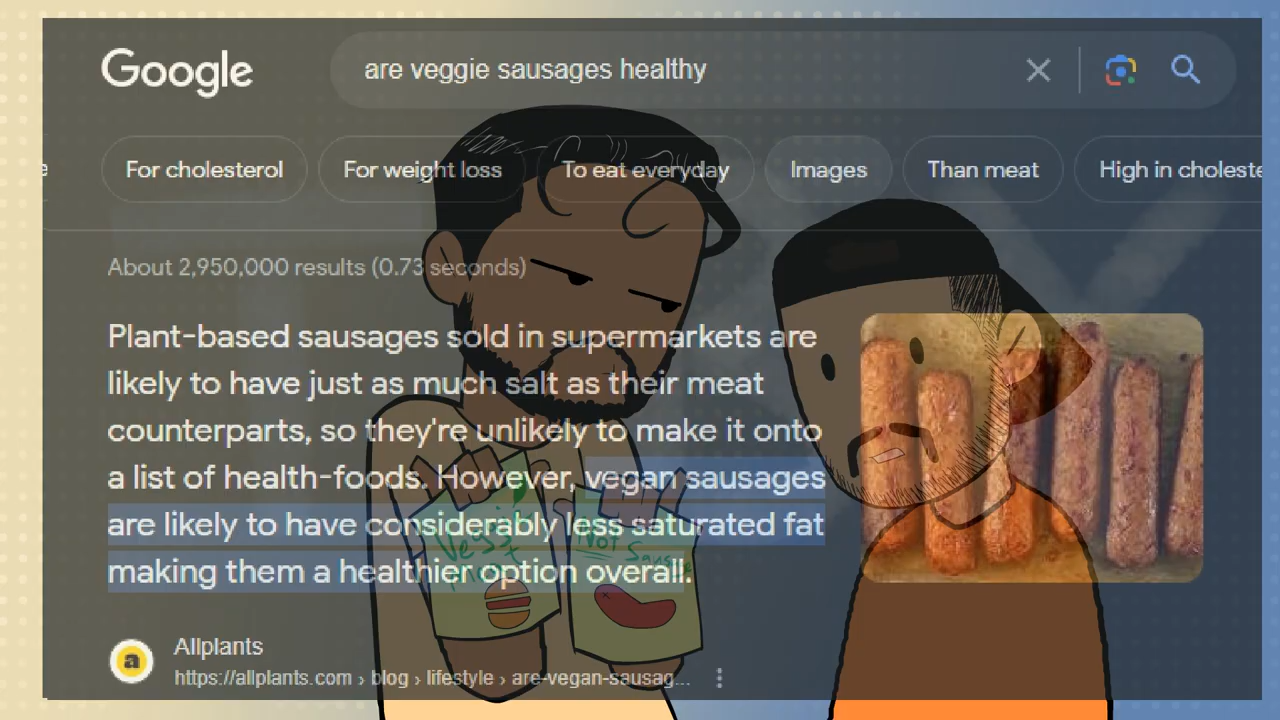 Google
are veggie sausages healthy
e
For cholesterol
For weight loss
To eat everyday
Images
Than meat
High in choleste
About 2,950,000 results (0.73 seconds)
Plant-based sausages sold in supermarkets are
likely to have just as much salt as their meat
counterparts, so they're unlikely to make it onto
a list of health-foods. However, vegan sausages
are likely to have considerably less saturated fat
making them a healthier option overall.
Not
a
Allplants
https://allplants.com › blog › lifestyle › are-vegan-sausag...